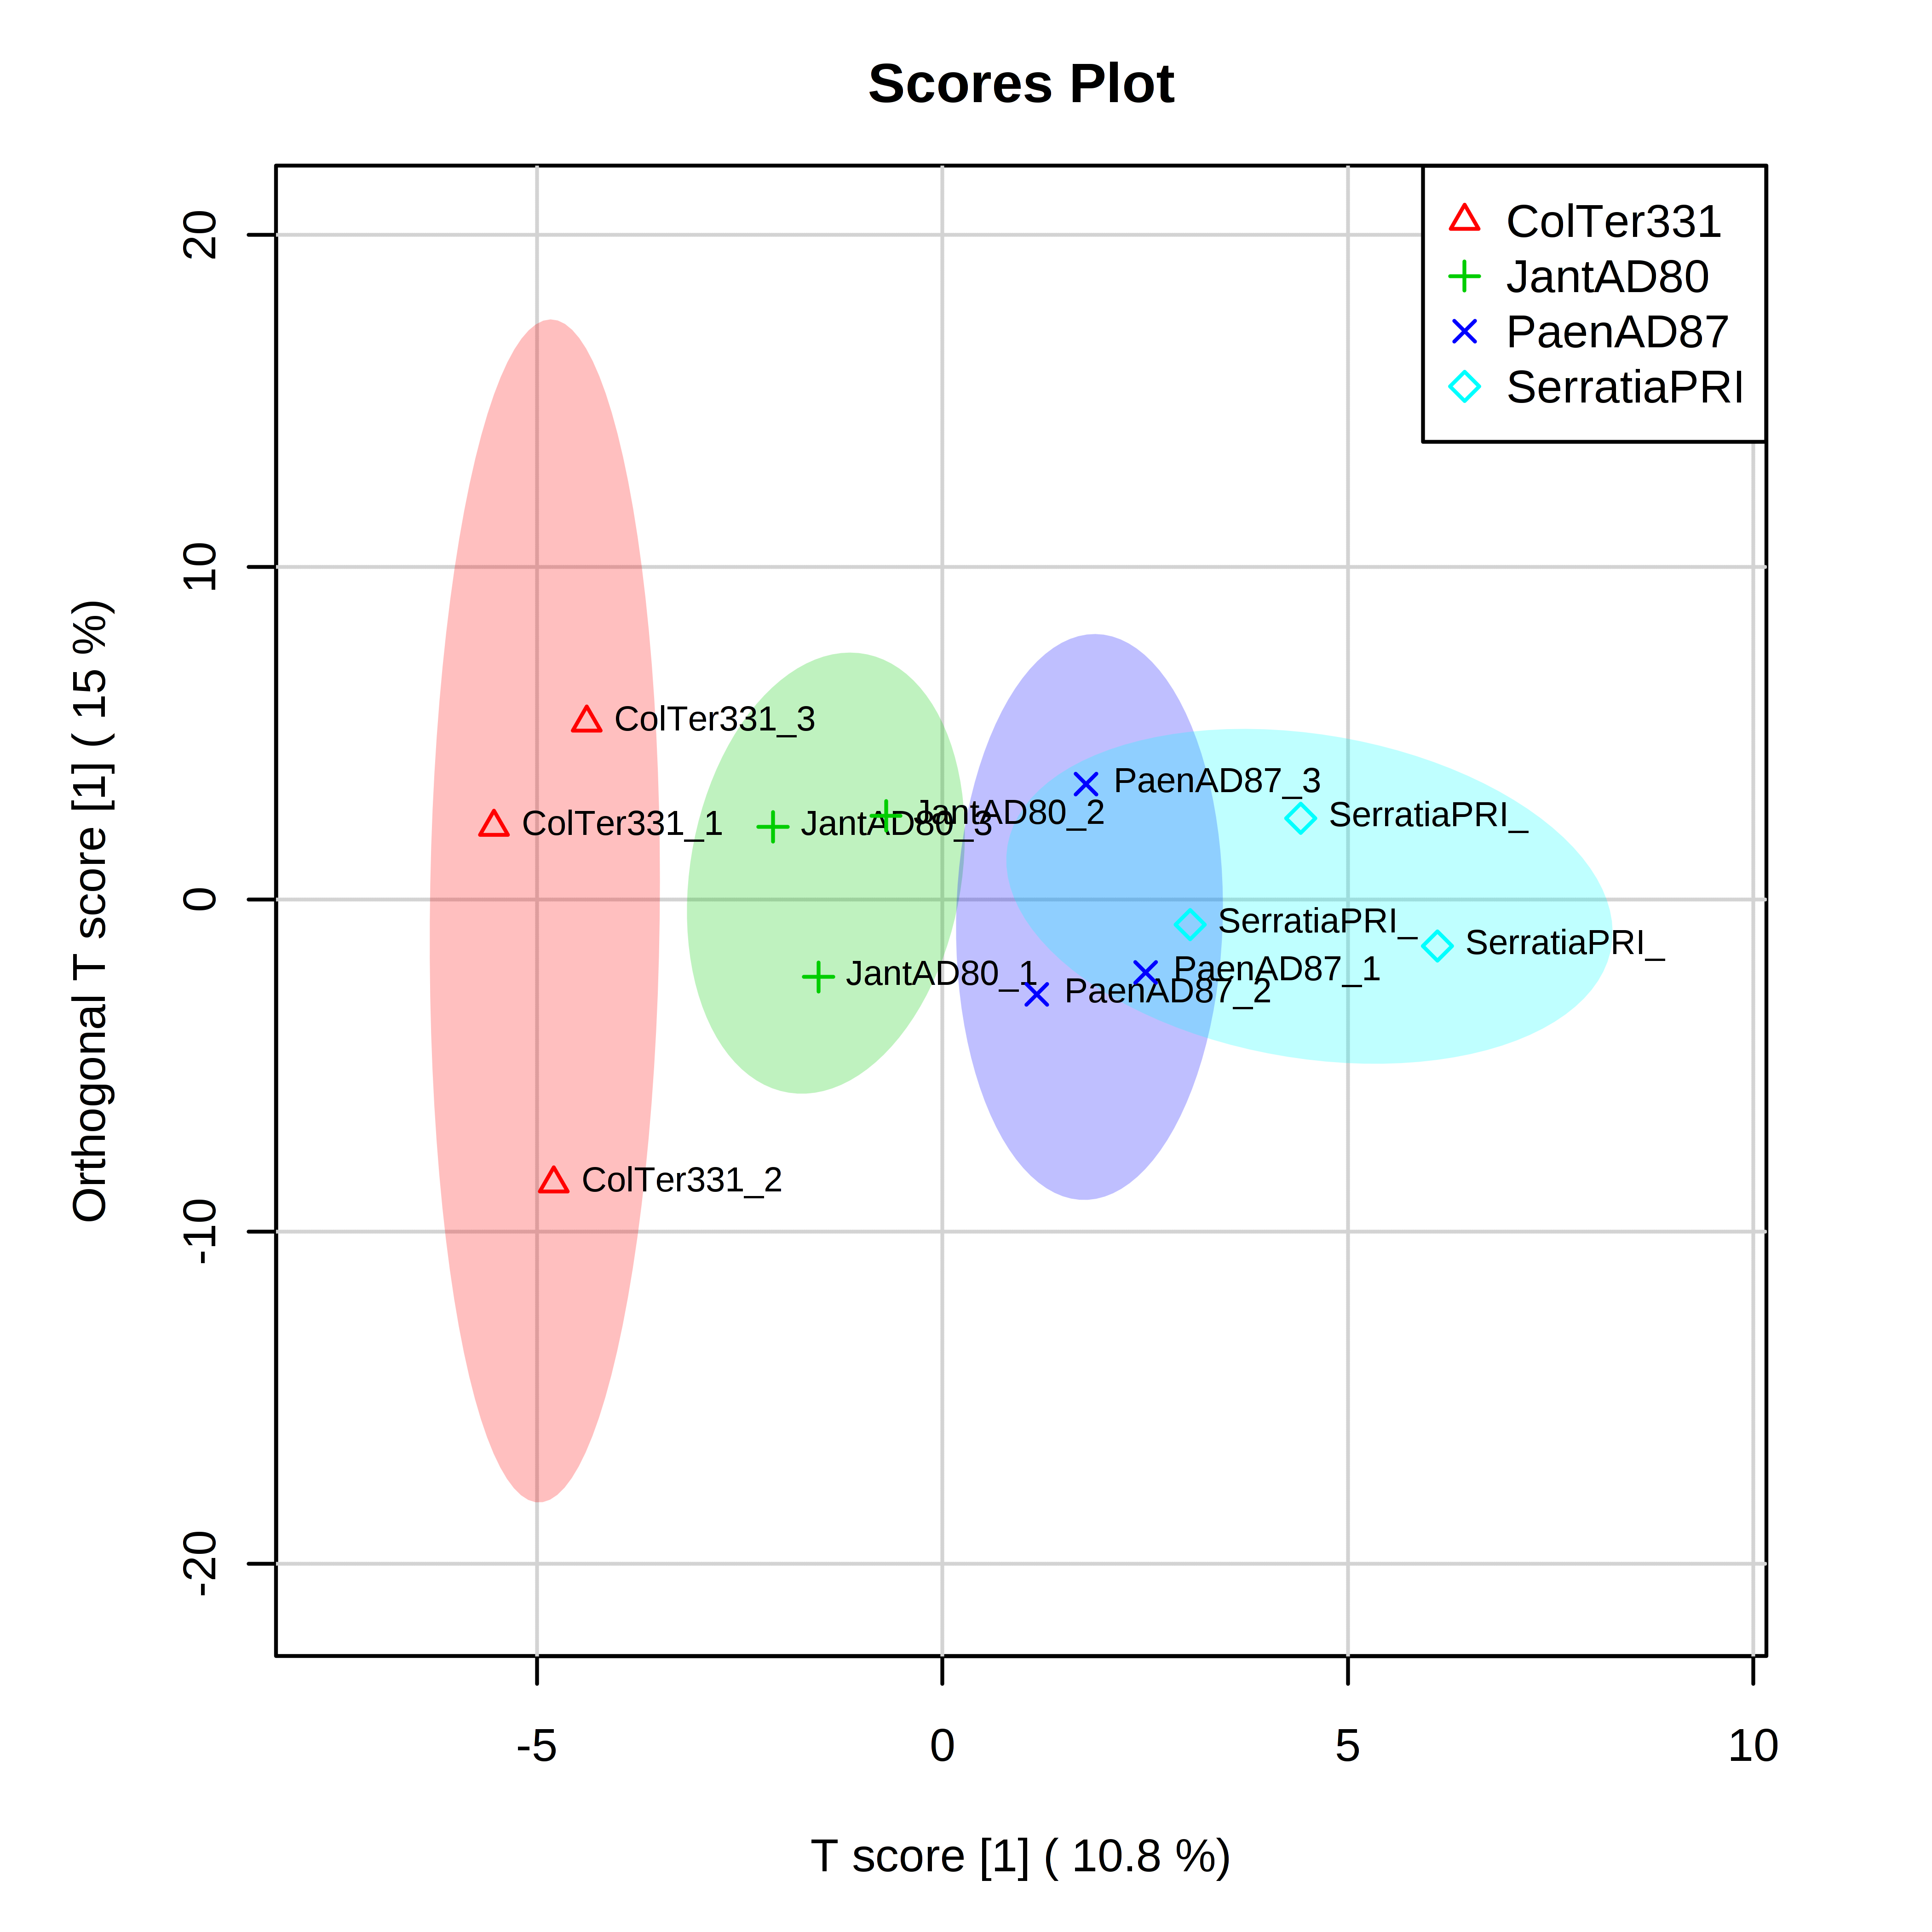 Scores Plot
ColTer331
JantAD80
PaenAD87
SerratiaPRI
20
10
0
-10
-20
Orthogonal T score [1] ( 15 %)
ColTer331_3
PaenAD87_3
JantAD80_2
SerratiaPRI_
ColTer331_1
JantAD80_3
SerratiaPRI_
SerratiaPRI_
PaenAD87_1
JantAD80_1
PaenAD87_2
ColTer331_2
-5
0
5
10
T score [1] ( 10.8 %)